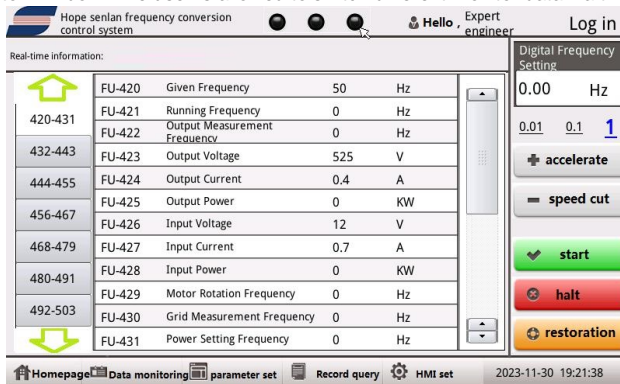 Hope senlan frequency conversion
control system
Hello ,
Expert
engineer
Log in
Real-time information:
420-431
432-443
444-455
456-467
468-479
480-491
492-503
FU-420 Given Frequency 50 Hz
FU-421 Running Frequency 0 Hz
FU-422 Output Measurement Frequency 0 Hz
FU-423 Output Voltage 525 V
FU-424 Output Current 0.4 A
FU-425 Output Power 0 KW
FU-426 Input Voltage 12 V
FU-427 Input Current 0.7 A
FU-428 Input Power 0 KW
FU-429 Motor Rotation Frequency 0 Hz
FU-430 Grid Measurement Frequency 0 Hz
FU-431 Power Setting Frequency 0 Hz
Digital Frequency
Setting
0.00 Hz
0.01 0.1 1
accelerate
speed cut
start
halt
restoration
Homepage Data monitoring parameter set Record query HMI set 2023-11-30 19:21:38